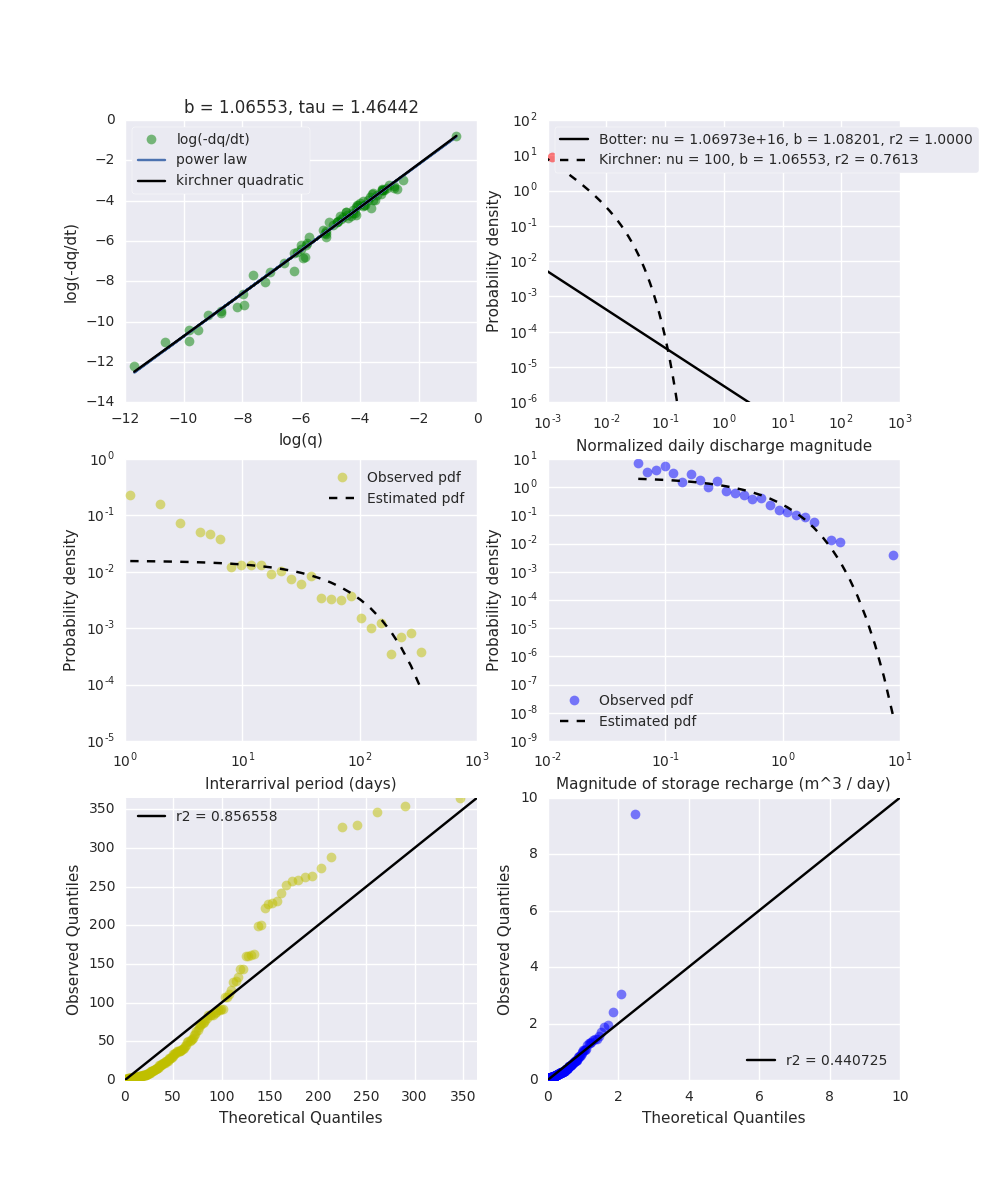 b = 1.06553, tau = 1.46442
log(-dq/dt)
power law
kirchner quadratic
0
−2
−4
−6
−8
−10
−12
−14
log(-dq/dt)
−12 −10 −8 −6 −4 −2 0
log(q)
Botter: nu = 1.06973e+16, b = 1.08201, r2 = 1.0000
Kirchner: nu = 100, b = 1.06553, r2 = 0.7613
10^2
10^1
10^0
10^-1
10^-2
10^-3
10^-4
10^-5
10^-6
Probability density
10^-3 10^-2 10^-1 10^0 10^1 10^2 10^3
Normalized daily discharge magnitude
Observed pdf
Estimated pdf
10^0
10^-1
10^-2
10^-3
10^-4
10^-5
Probability density
10^0 10^1 10^2 10^3
Interarrival period (days)
10^1
10^0
10^-1
10^-2
10^-3
10^-4
10^-5
10^-6
10^-7
10^-8
10^-9
Probability density
Observed pdf
Estimated pdf
10^-2 10^-1 10^0 10^1
Magnitude of storage recharge (m^3 / day)
r2 = 0.856558
350
300
250
200
150
100
50
0
Observed Quantiles
0 50 100 150 200 250 300 350
Theoretical Quantiles
10
8
6
4
2
0
Observed Quantiles
r2 = 0.440725
0 2 4 6 8 10
Theoretical Quantiles